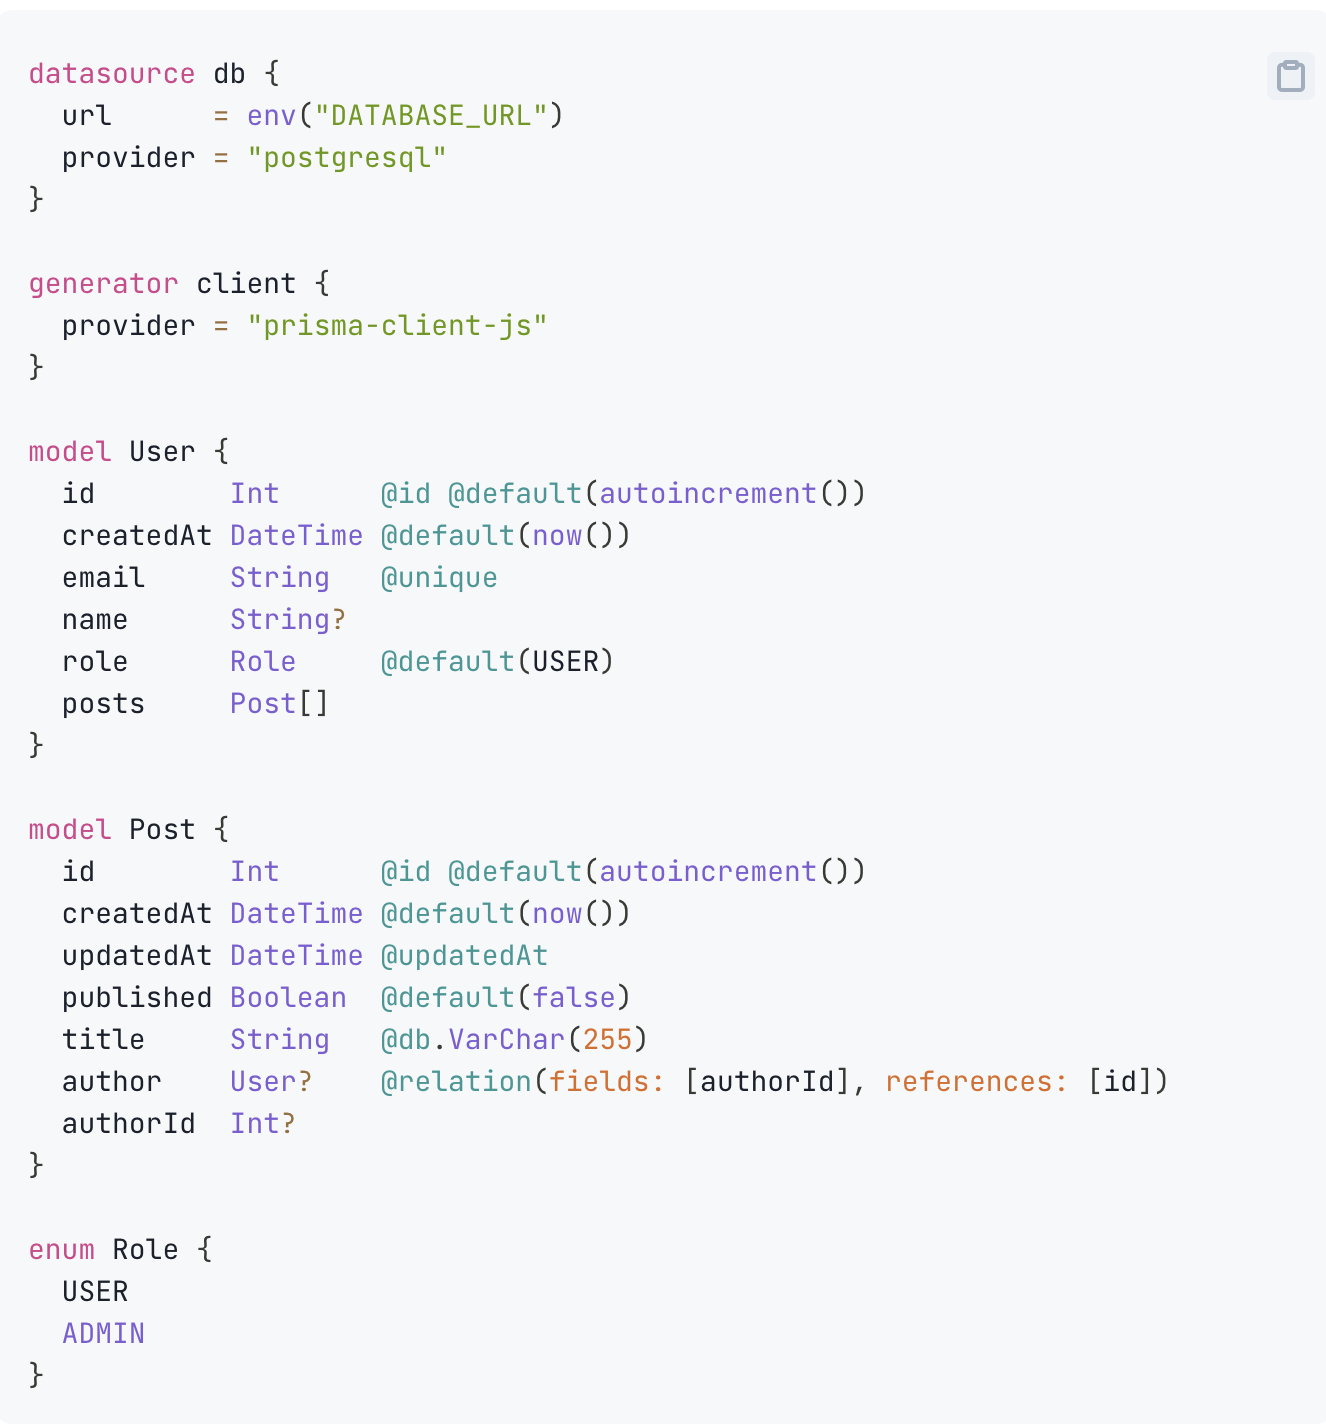 datasource db {
  url      = env("DATABASE_URL")
  provider = "postgresql"
}

generator client {
  provider = "prisma-client-js"
}

model User {
  id        Int      @id @default(autoincrement())
  createdAt DateTime @default(now())
  email     String   @unique
  name      String?
  role      Role     @default(USER)
  posts     Post[]
}

model Post {
  id        Int      @id @default(autoincrement())
  createdAt DateTime @default(now())
  updatedAt DateTime @updatedAt
  published Boolean  @default(false)
  title     String   @db.VarChar(255)
  author    User?    @relation(fields: [authorId], references: [id])
  authorId  Int?
}

enum Role {
  USER
  ADMIN
}